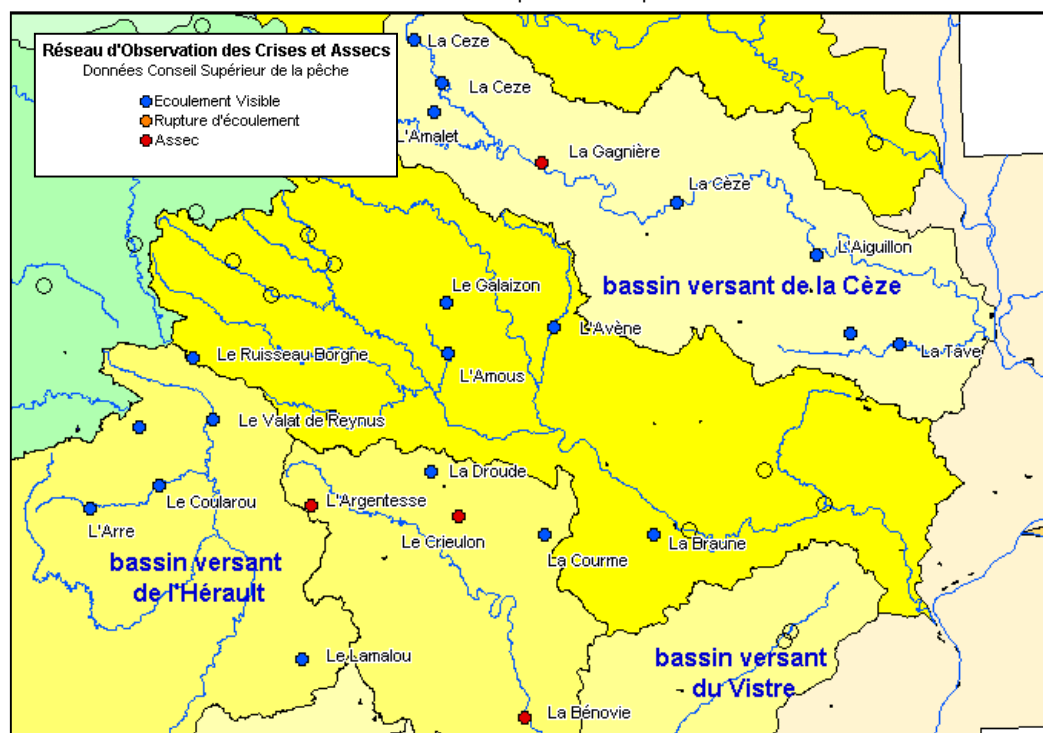 Réseau d'Observation des Crises et Assecs
Données Conseil Supérieur de la pêche
Ecoulement Visible
Rupture d'écoulement
Assec
La Ceze
La Ceze
L'Amalet
La Gagnière
La Cèze
L'Aiguillon
bassin versant de la Cèze
Le Galaizon
L'Avène
La Tave
Le Ruisseau Borgne
L'Amous
Le Valat de Reynus
La Droude
Le Coularou
L'Argentesse
L'Arre
Le Crieulon
La Courme
La Braune
bassin versant
de l'Hérault
Le Lamalou
bassin versant
du Vistre
La Bénovie